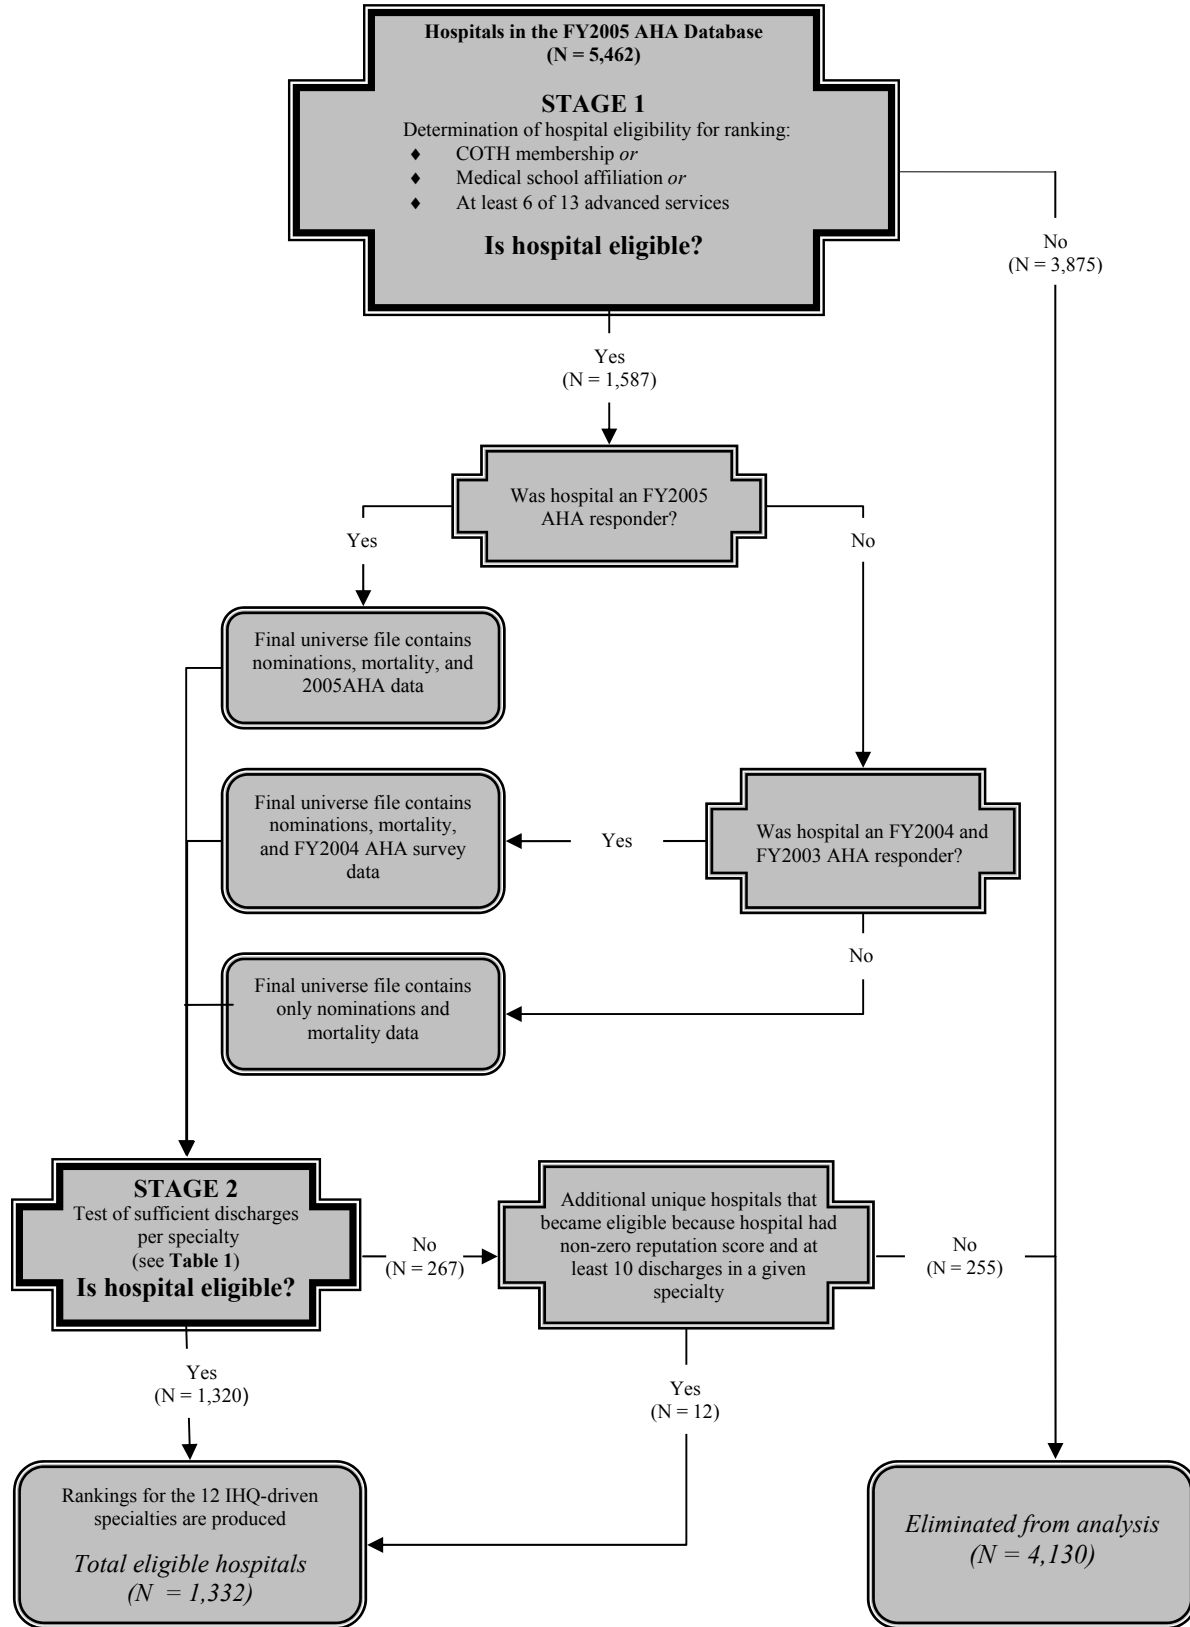 Hospitals in the FY2005 AHA Database
(N = 5,462)
STAGE 1
Determination of hospital eligibility for ranking:
♦ COTH membership or
♦ Medical school affiliation or
♦ At least 6 of 13 advanced services
Is hospital eligible?
No
(N = 3,875)
Yes
(N = 1,587)
Was hospital an FY2005
AHA responder?
Yes
No
Final universe file contains
nominations, mortality, and
2005AHA data
Final universe file contains
nominations, mortality,
and FY2004 AHA survey
data
Yes
Was hospital an FY2004 and
FY2003 AHA responder?
No
Final universe file contains
only nominations and
mortality data
STAGE 2
Test of sufficient discharges
per specialty
(see Table 1)
Is hospital eligible?
No
(N = 267)
Additional unique hospitals that
became eligible because hospital had
non-zero reputation score and at
least 10 discharges in a given
specialty
No
(N = 255)
Yes
(N = 1,320)
Yes
(N = 12)
Rankings for the 12 IHQ-driven
specialties are produced
Total eligible hospitals
(N = 1,332)
Eliminated from analysis
(N = 4,130)